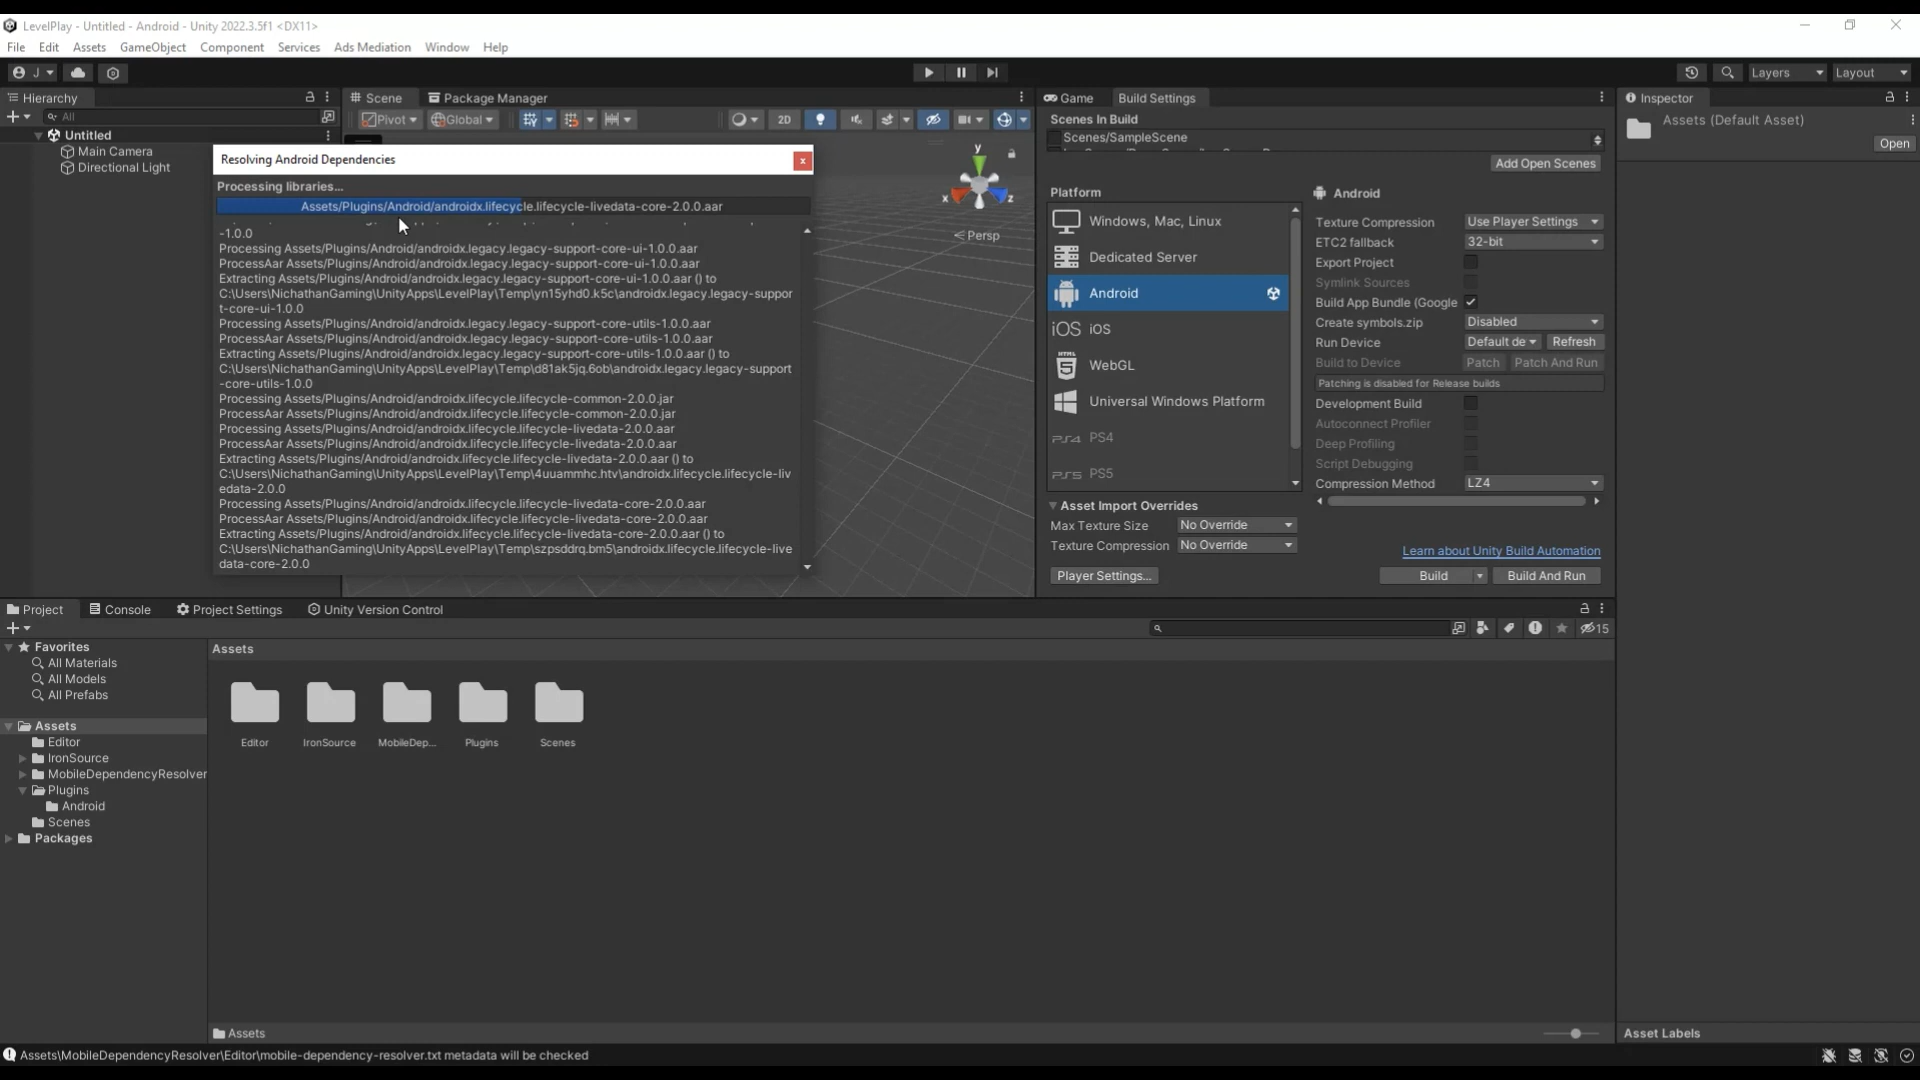 LevelPlay - Untitled - Android - Unity 2022.3.5f1 <DX11>
File Edit Assets GameObject Component Services Ads Mediation Window Help
J Layers Layout
Hierarchy
All
Untitled
Main Camera
Directional Light
Scene Package Manager
Pivot Global 2D
y
x z
Persp
Resolving Android Dependencies
x
Processing libraries...
Assets/Plugins/Android/androidx.lifecycle.lifecycle-livedata-core-2.0.0.aar
-1.0.0
Processing Assets/Plugins/Android/androidx.legacy.legacy-support-core-ui-1.0.0.aar
ProcessAar Assets/Plugins/Android/androidx.legacy.legacy-support-core-ui-1.0.0.aar
Extracting Assets/Plugins/Android/androidx.legacy.legacy-support-core-ui-1.0.0.aar () to
C:\Users\NichathanGaming\UnityApps\LevelPlay\Temp\yn15yhd0.k5c\androidx.legacy.legacy-suppor
t-core-ui-1.0.0
Processing Assets/Plugins/Android/androidx.legacy.legacy-support-core-utils-1.0.0.aar
ProcessAar Assets/Plugins/Android/androidx.legacy.legacy-support-core-utils-1.0.0.aar
Extracting Assets/Plugins/Android/androidx.legacy.legacy-support-core-utils-1.0.0.aar () to
C:\Users\NichathanGaming\UnityApps\LevelPlay\Temp\d81ak5jq.6ob\androidx.legacy.legacy-support
-core-utils-1.0.0
Processing Assets/Plugins/Android/androidx.lifecycle.lifecycle-common-2.0.0.jar
ProcessAar Assets/Plugins/Android/androidx.lifecycle.lifecycle-common-2.0.0.jar
Processing Assets/Plugins/Android/androidx.lifecycle.lifecycle-livedata-2.0.0.aar
ProcessAar Assets/Plugins/Android/androidx.lifecycle.lifecycle-livedata-2.0.0.aar
Extracting Assets/Plugins/Android/androidx.lifecycle.lifecycle-livedata-2.0.0.aar () to
C:\Users\NichathanGaming\UnityApps\LevelPlay\Temp\4uuammhc.htv\androidx.lifecycle.lifecycle-liv
edata-2.0.0
Processing Assets/Plugins/Android/androidx.lifecycle.lifecycle-livedata-core-2.0.0.aar
ProcessAar Assets/Plugins/Android/androidx.lifecycle.lifecycle-livedata-core-2.0.0.aar
Extracting Assets/Plugins/Android/androidx.lifecycle.lifecycle-livedata-core-2.0.0.aar () to
C:\Users\NichathanGaming\UnityApps\LevelPlay\Temp\szpsddrq.bm5\androidx.lifecycle.lifecycle-live
data-core-2.0.0
Game Build Settings
Scenes In Build
Scenes/SampleScene
Add Open Scenes
Platform
Windows, Mac, Linux
Dedicated Server
Android
iOS iOS
HTML 5 WebGL
Universal Windows Platform
PS4 PS4
PS5 PS5
Android
Texture Compression Use Player Settings
ETC2 fallback 32-bit
Export Project
Symlink Sources
Build App Bundle (Google
Create symbols.zip Disabled
Run Device Default de Refresh
Build to Device Patch Patch And Run
Patching is disabled for Release builds
Development Build
Autoconnect Profiler
Deep Profiling
Script Debugging
Compression Method LZ4
Asset Import Overrides
Max Texture Size No Override
Texture Compression No Override
Learn about Unity Build Automation
Player Settings... Build Build And Run
Inspector
Assets (Default Asset)
Open
Project Console Project Settings Unity Version Control
15
Favorites
All Materials
All Models
All Prefabs
Assets
Editor
IronSource
MobileDependencyResolver
Plugins
Android
Scenes
Packages
Assets
Editor IronSource MobileDep... Plugins Scenes
Assets
Asset Labels
Assets\MobileDependencyResolver\Editor\mobile-dependency-resolver.txt metadata will be checked